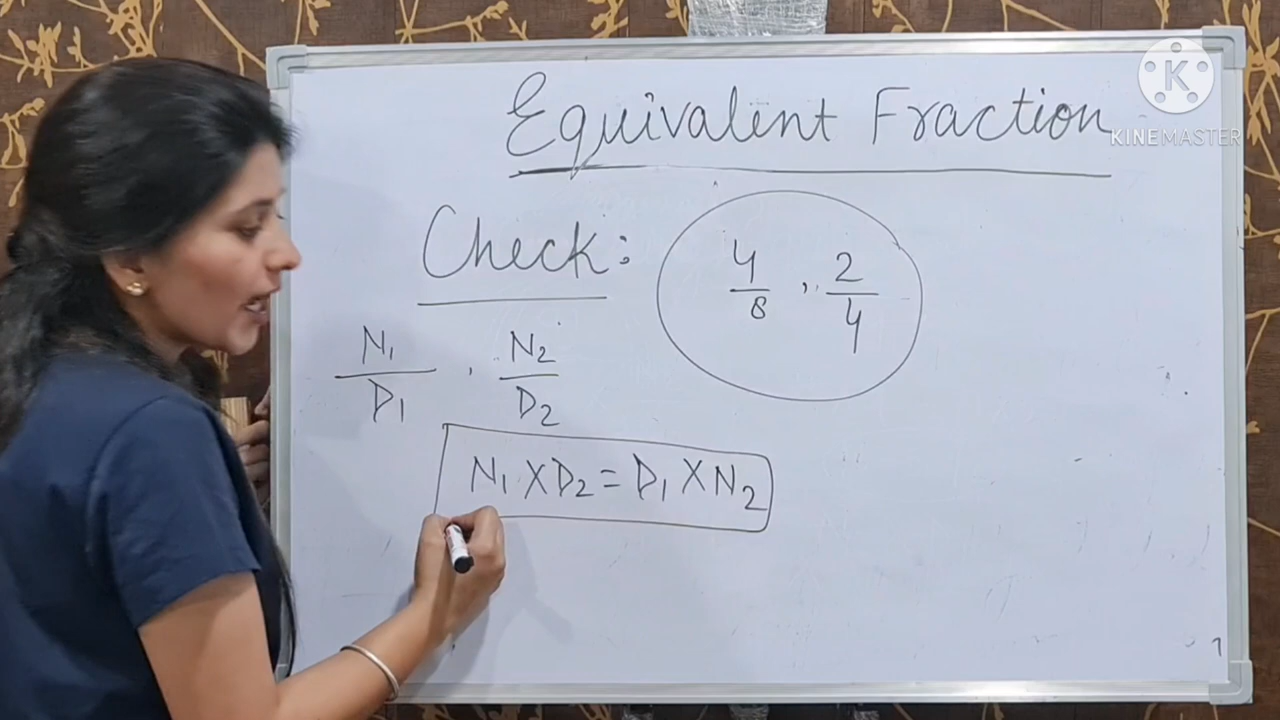 Equivalent Fraction
Check: 4/8 , 2/4
N₁/D₁ , N₂/D₂
N₁ X D₂ = D₁ X N₂
K
KINEMASTER